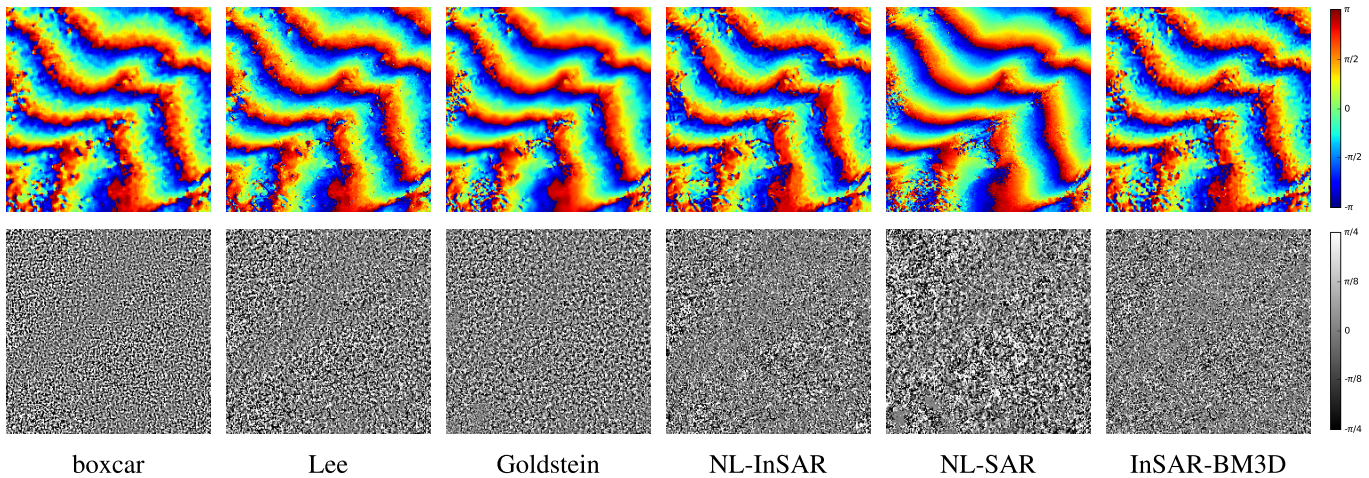 π
π/2
0
-π/2
-π
π/4
π/8
0
-π/8
-π/4
boxcar Lee Goldstein NL-InSAR NL-SAR InSAR-BM3D